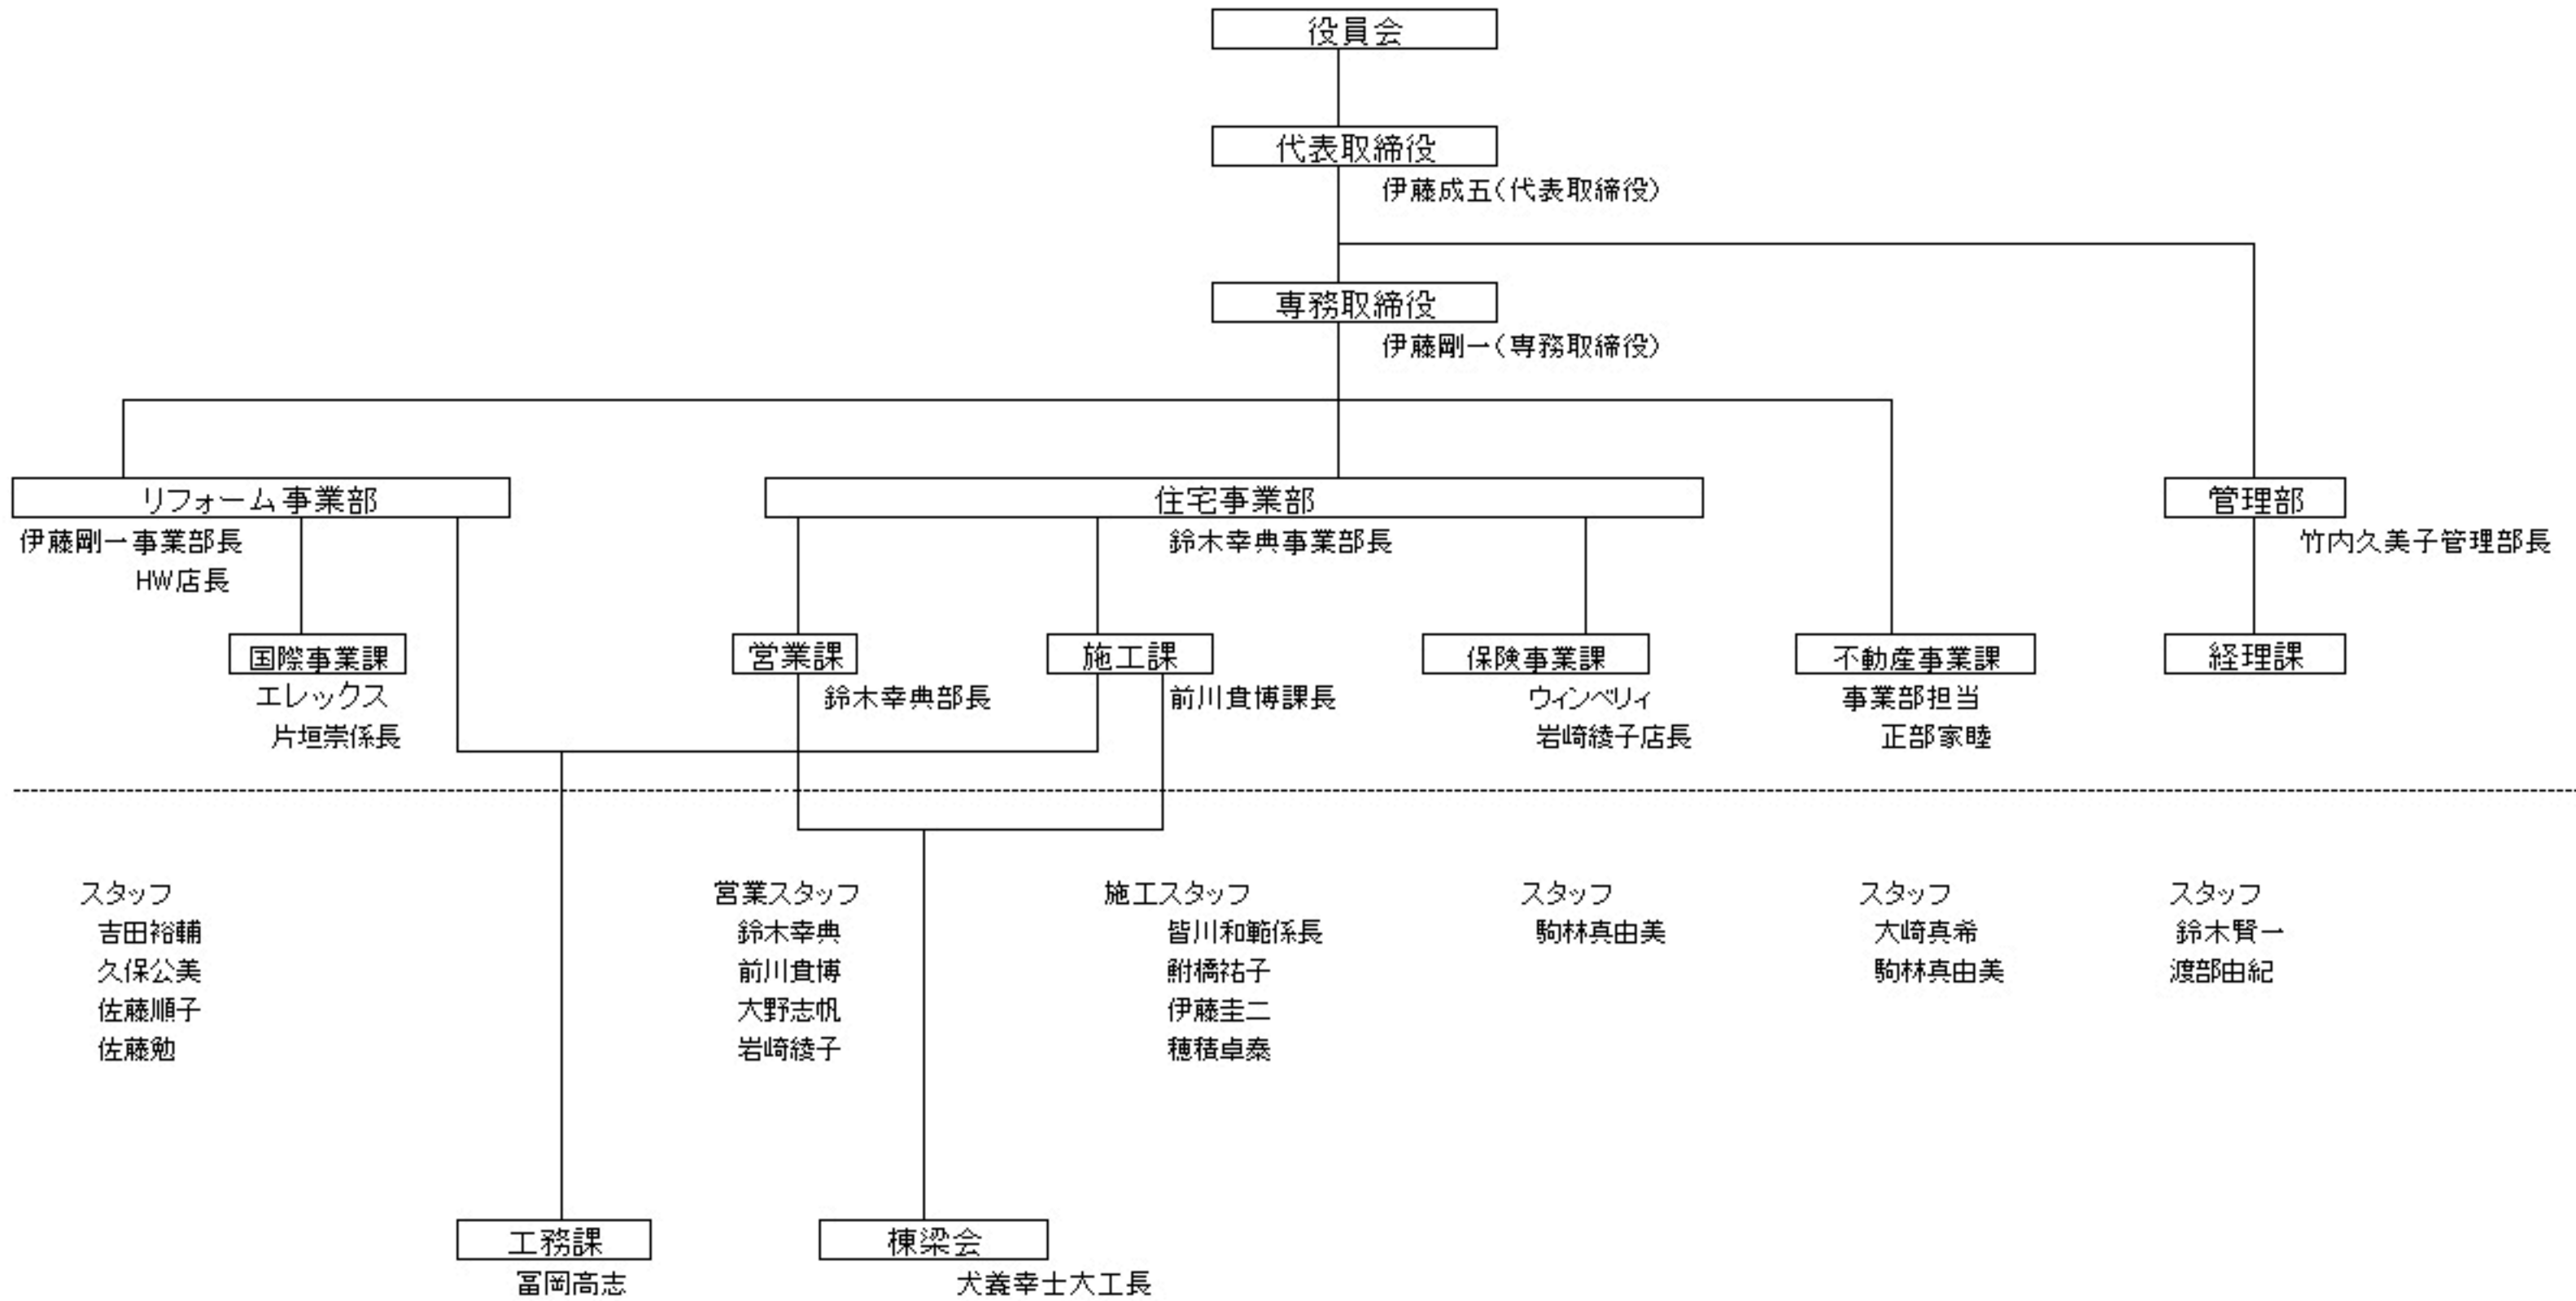 役員会
代表取締役
伊藤成五(代表取締役)
専務取締役
伊藤剛一(専務取締役)
リフォーム事業部
住宅事業部
管理部
伊藤剛一事業部長
鈴木幸典事業部長
竹内久美子管理部長
HW店長
国際事業課
営業課
施工課
保険事業課
不動産事業課
経理課
エレックス
鈴木幸典部長
前川貴博課長
ウィンベリィ
事業部担当
片垣崇係長
岩崎綾子店長
正部家睦
スタッフ
営業スタッフ
施工スタッフ
スタッフ
スタッフ
スタッフ
吉田裕輔
鈴木幸典
皆川和範係長
駒林真由美
大崎真希
鈴木賢一
久保公美
前川貴博
鮒橋祐子
駒林真由美
渡部由紀
佐藤順子
大野志帆
伊藤圭二
佐藤勉
岩崎綾子
穂積卓泰
工務課
棟梁会
冨岡高志
犬養幸士大工長